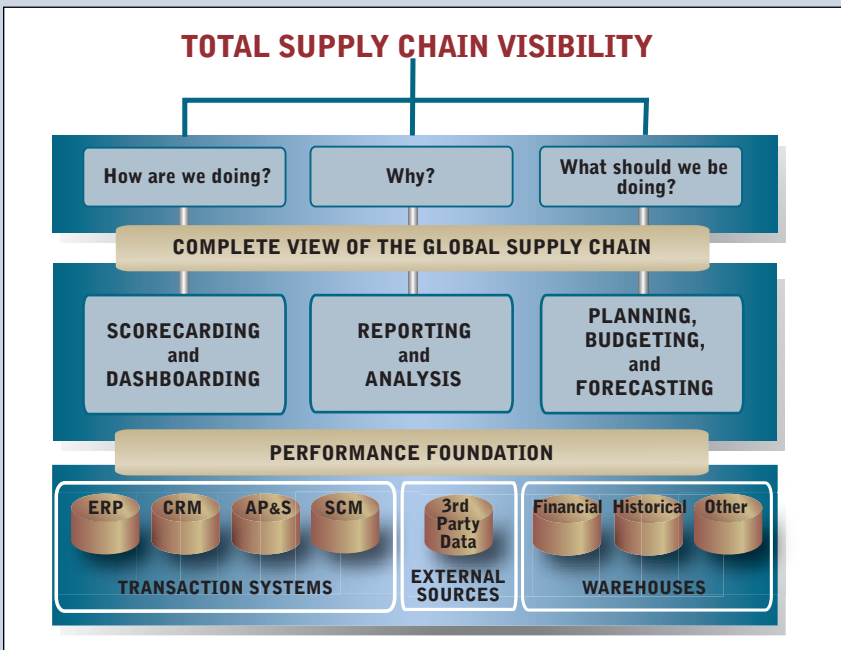 TOTAL SUPPLY CHAIN VISIBILITY
How are we doing?
Why?
What should we be
doing?
COMPLETE VIEW OF THE GLOBAL SUPPLY CHAIN
SCORECARDING
and
DASHBOARDING
REPORTING
and
ANALYSIS
PLANNING,
BUDGETING,
and
FORECASTING
PERFORMANCE FOUNDATION
ERP
CRM
AP&S
SCM
TRANSACTION SYSTEMS
3rd
Party
Data
EXTERNAL
SOURCES
Financial
Historical
Other
WAREHOUSES